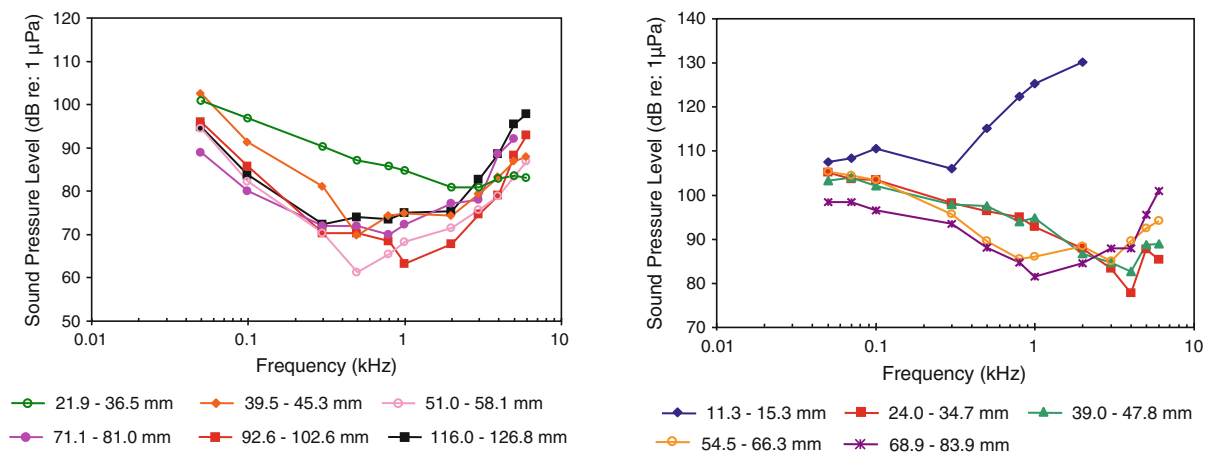 Sound Pressure Level (dB re: 1 µPa)
120
110
100
90
80
70
60
50
0.01
0.1
1
10
Frequency (kHz)
21.9 - 36.5 mm
39.5 - 45.3 mm
51.0 - 58.1 mm
71.1 - 81.0 mm
92.6 - 102.6 mm
116.0 - 126.8 mm
Sound Pressure Level (dB re: 1µPa)
140
130
120
110
100
90
80
70
0.01
0.1
1
10
Frequency (kHz)
11.3 - 15.3 mm
24.0 - 34.7 mm
39.0 - 47.8 mm
54.5 - 66.3 mm
68.9 - 83.9 mm